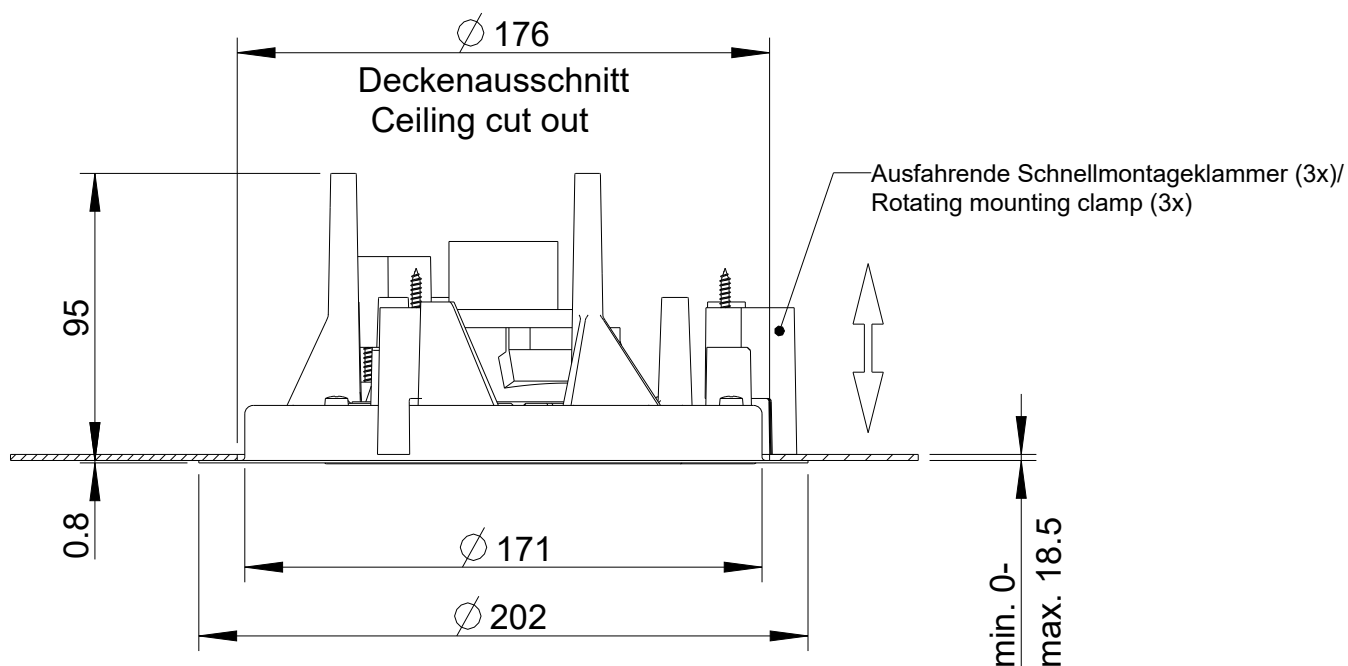 ⌀ 176
Deckenausschnitt
Ceiling cut out
Ausfahrende Schnellmontageklammer (3x)/
Rotating mounting clamp (3x)
95
0.8
⌀ 171
⌀ 202
min. 0-
max. 18.5